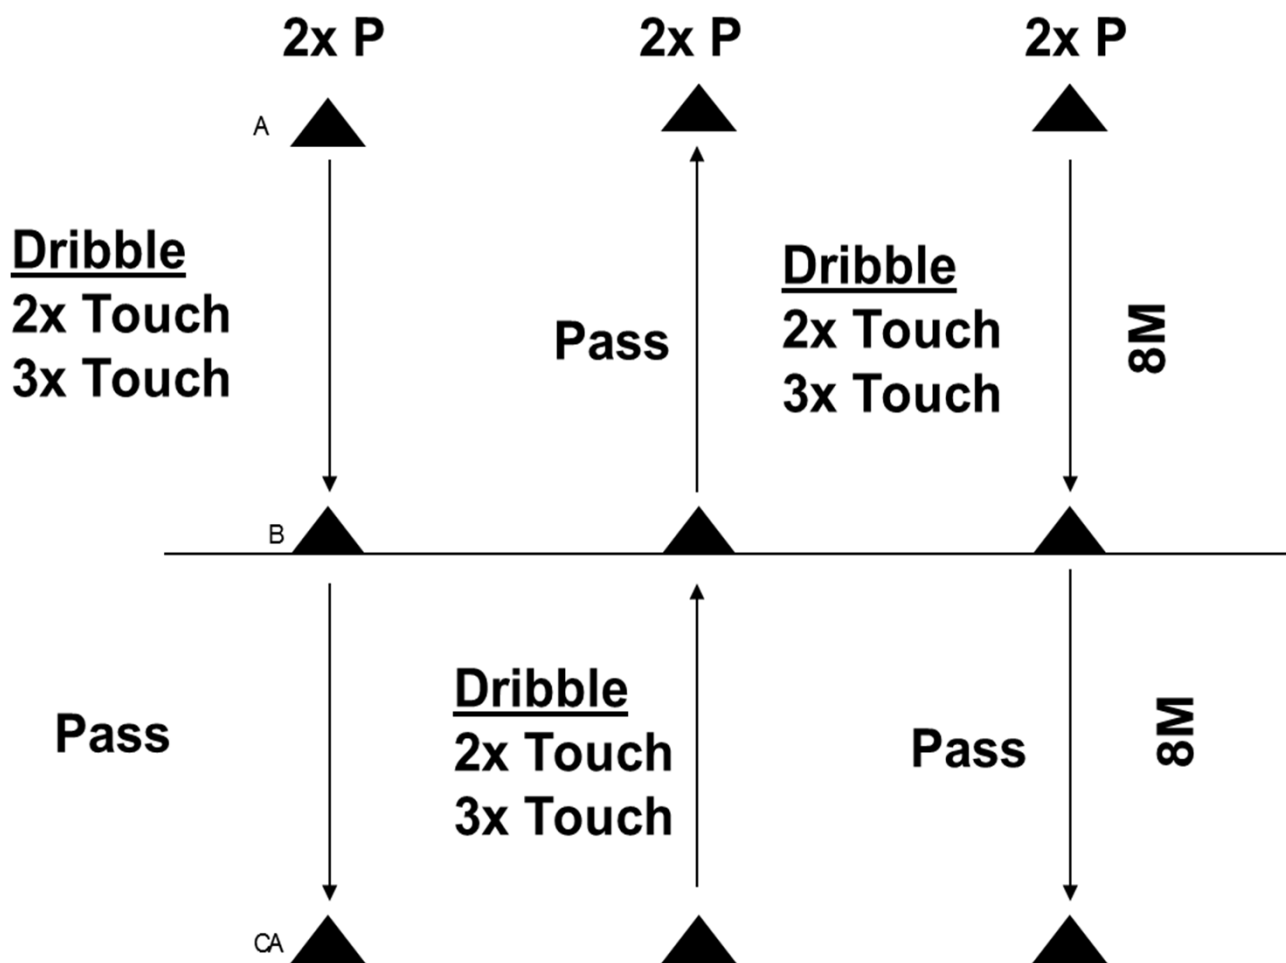 2x P
2x P
2x P
A
Dribble
2x Touch
3x Touch
Pass
Dribble
2x Touch
3x Touch
8M
B
Pass
Dribble
2x Touch
3x Touch
Pass
8M
CA